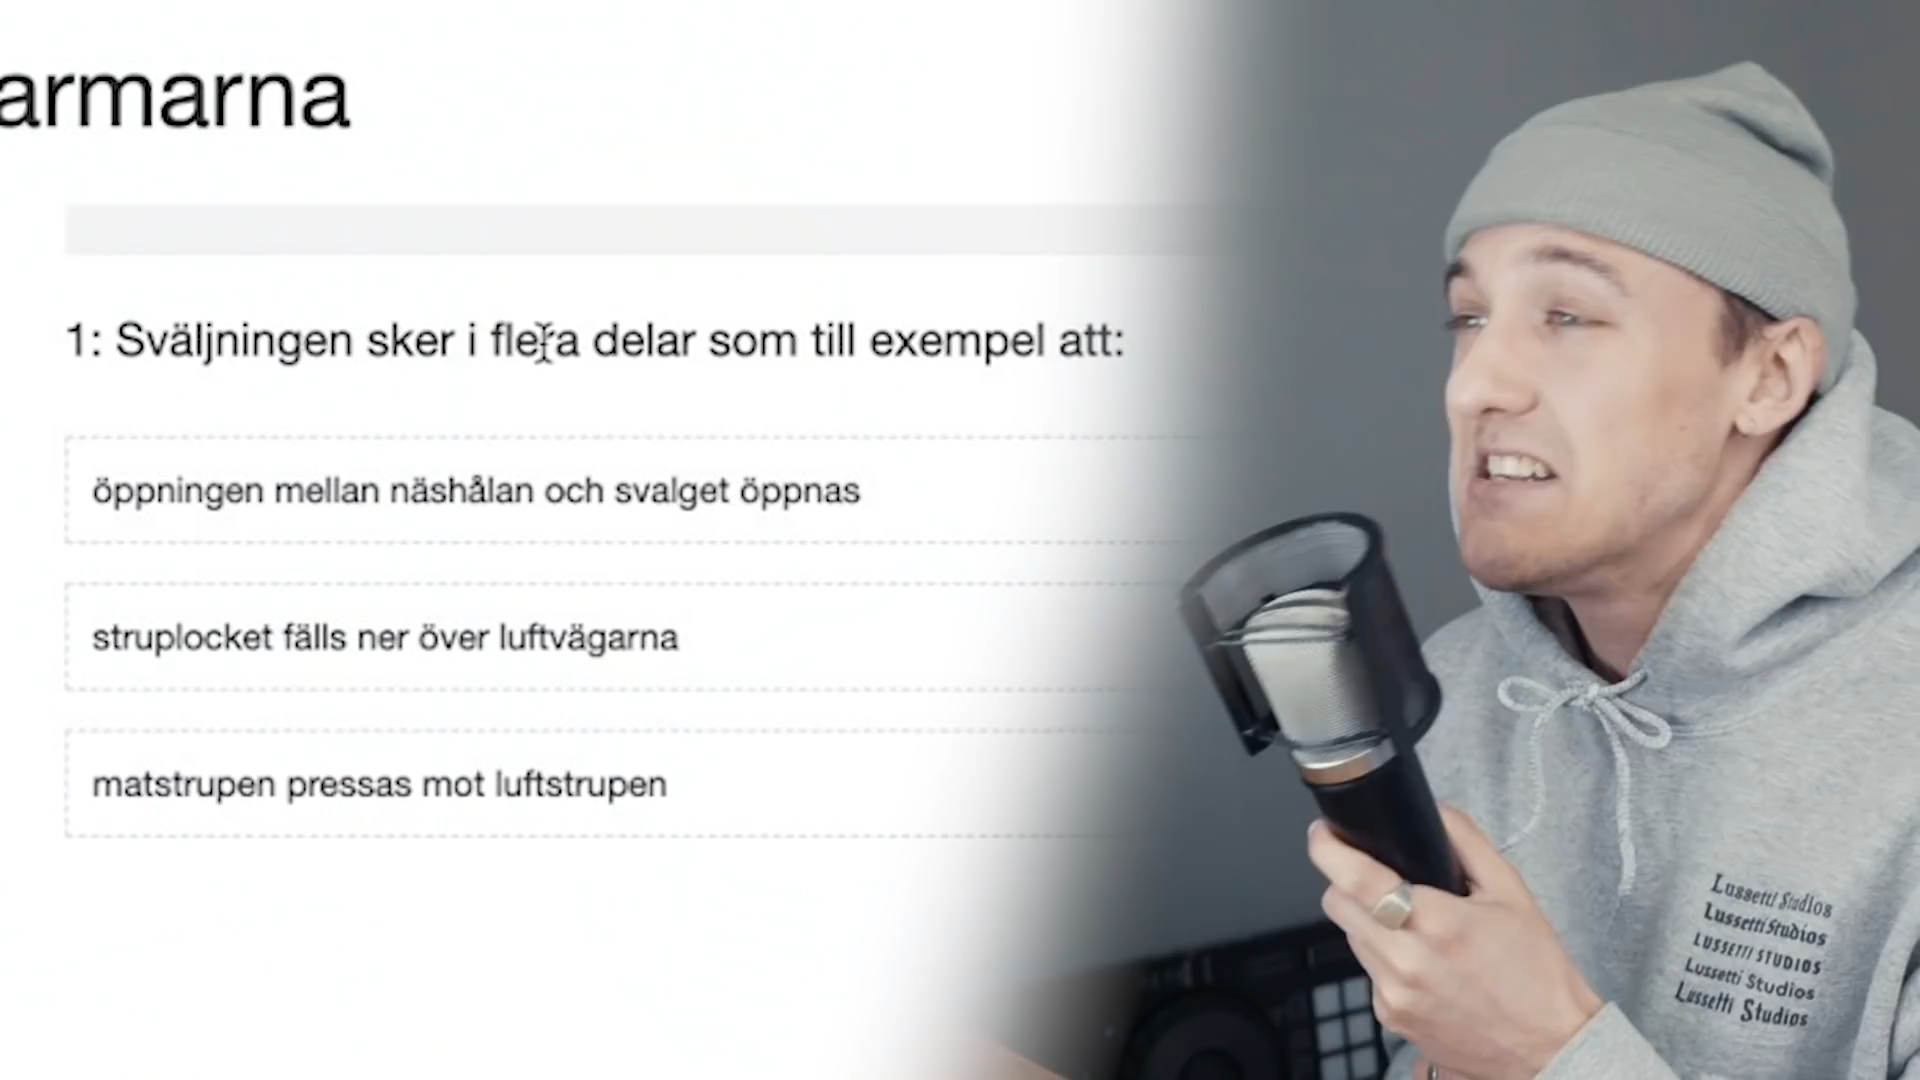 armarna
1: Sväljningen sker i flera delar som till exempel att:
öppningen mellan näshålan och svalget öppnas
struplocket fälls ner över luftvägarna
matstrupen pressas mot luftstrupen
Lussetti Studios
Lussetti Studios
LUSSETTI STUDIOS
Lussetti Studios
Lussetti Studios